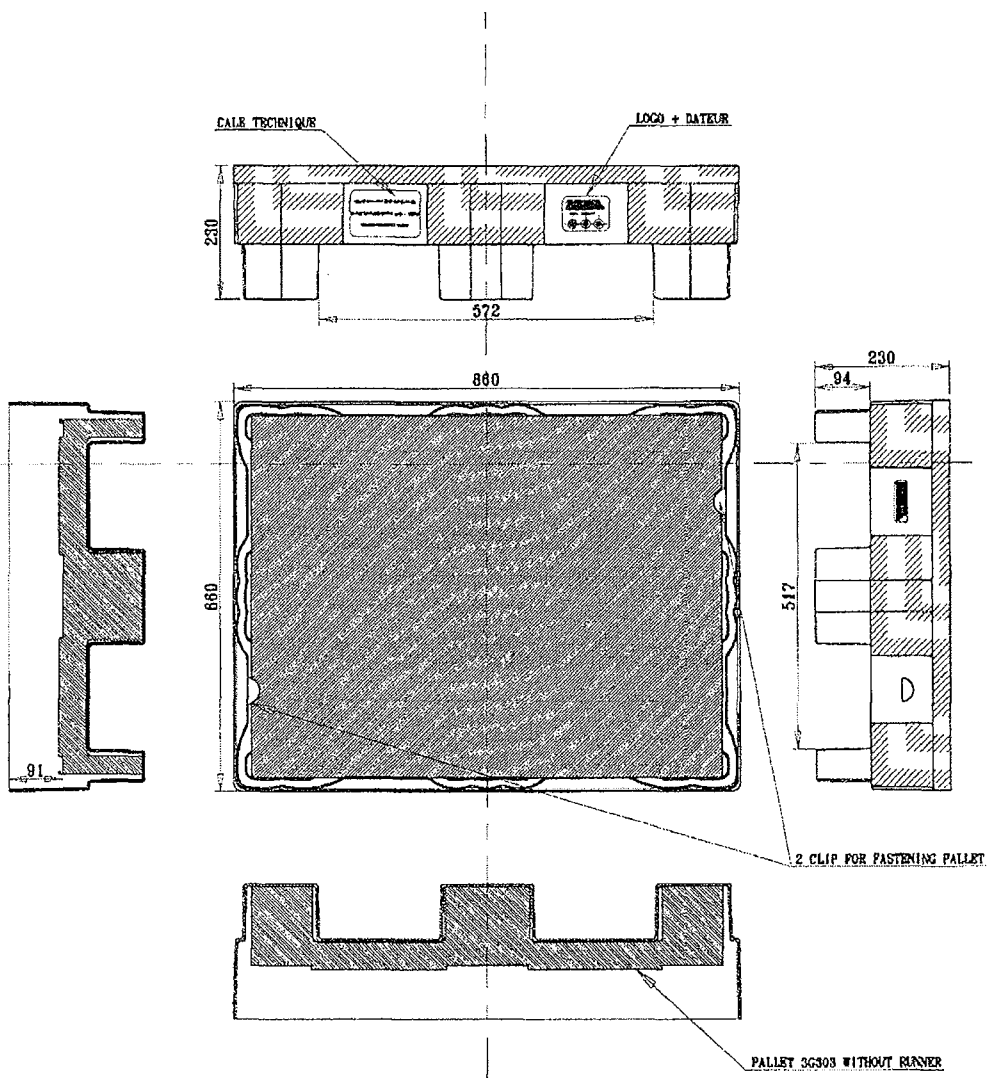 CALE TECHNIQUE
LOGO + DATEUR
230
572
860
230
94
660
517
91
2 CLIP FOR FASTENING PALLET
PALLET 3G303 WITHOUT RUNNER